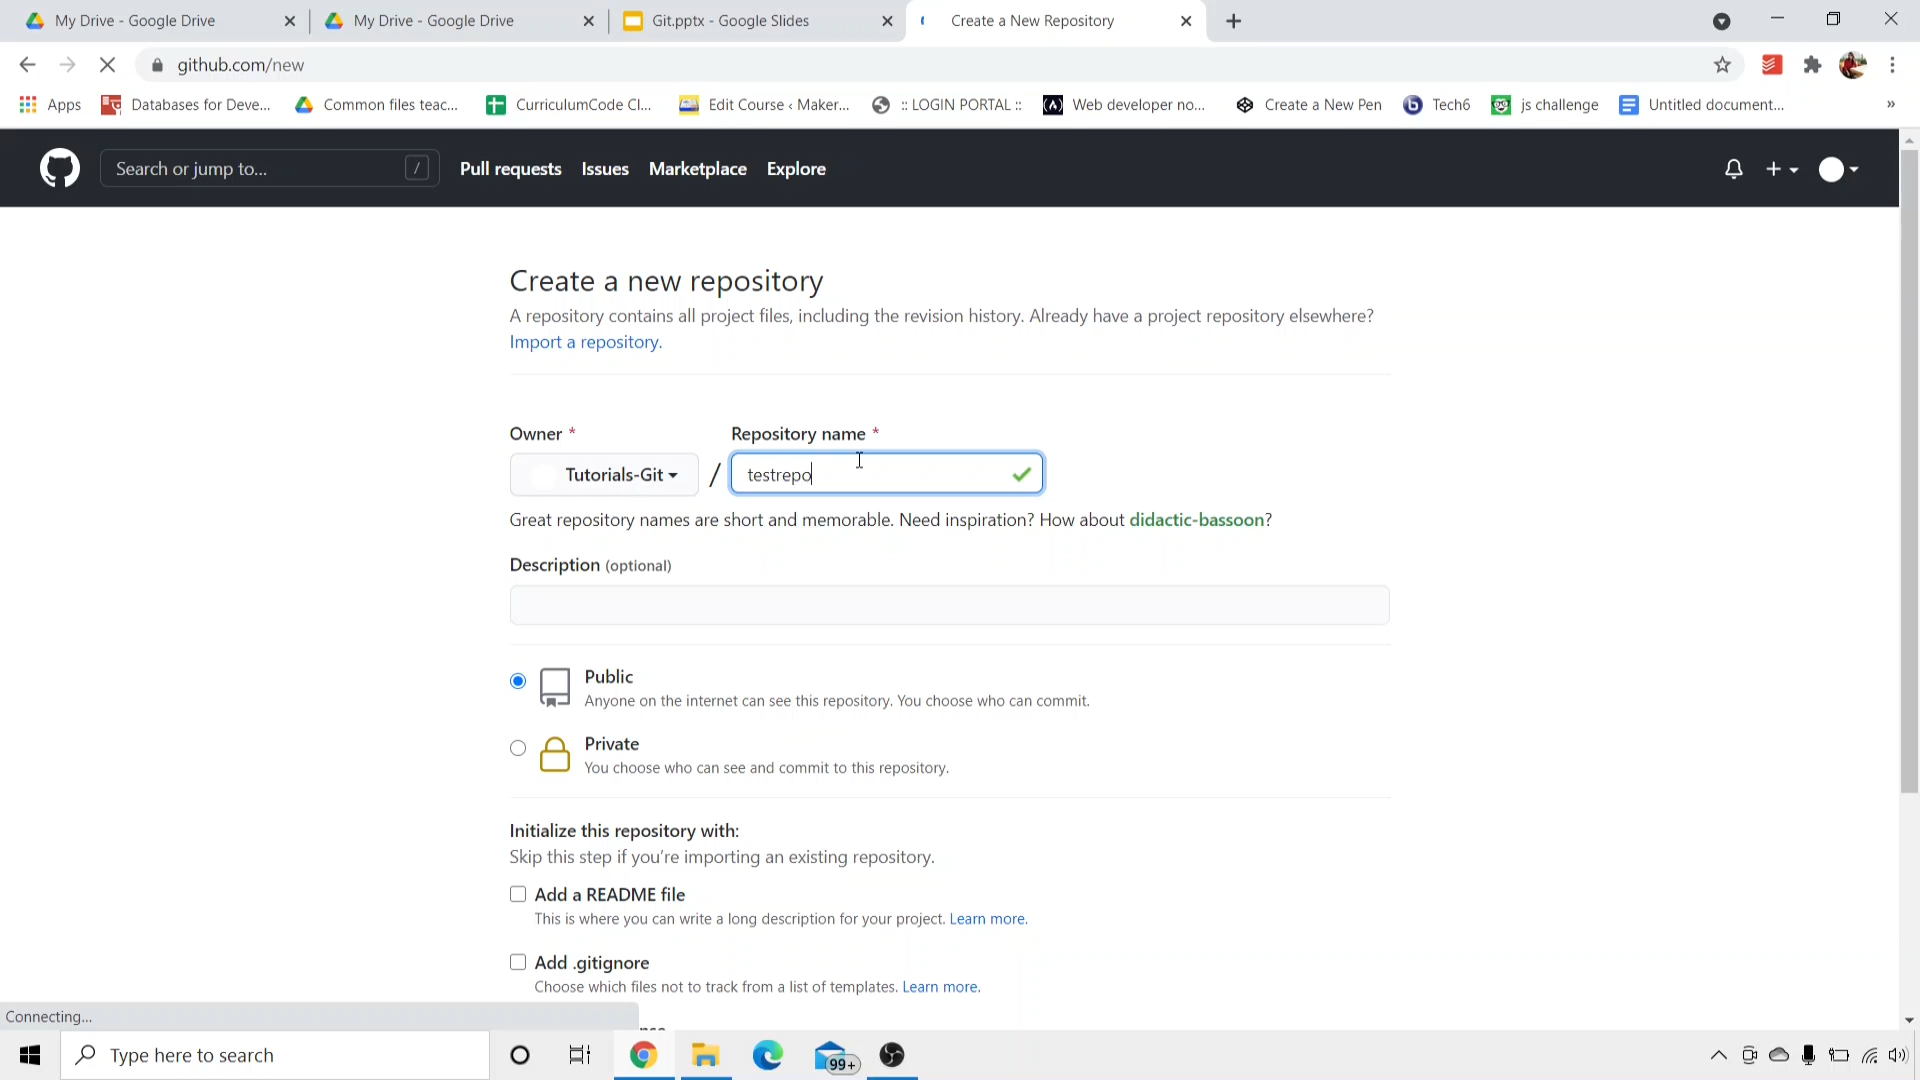 My Drive - Google Drive
My Drive - Google Drive
Git.pptx - Google Slides
Create a New Repository
github.com/new
Apps
Databases for Deve...
Common files teac...
CurriculumCode Cl...
Edit Course ‹ Maker...
:: LOGIN PORTAL ::
Web developer no...
Create a New Pen
Tech6
js challenge
Untitled document...
»
Search or jump to...
/
Pull requests
Issues
Marketplace
Explore
Create a new repository
A repository contains all project files, including the revision history. Already have a project repository elsewhere?
Import a repository.
Owner *
Repository name *
Tutorials-Git
/
testrepo
Great repository names are short and memorable. Need inspiration? How about didactic-bassoon?
Description (optional)
Public
Anyone on the internet can see this repository. You choose who can commit.
Private
You choose who can see and commit to this repository.
Initialize this repository with:
Skip this step if you're importing an existing repository.
Add a README file
This is where you can write a long description for your project. Learn more.
Add .gitignore
Choose which files not to track from a list of templates. Learn more.
Connecting...
Type here to search
99+